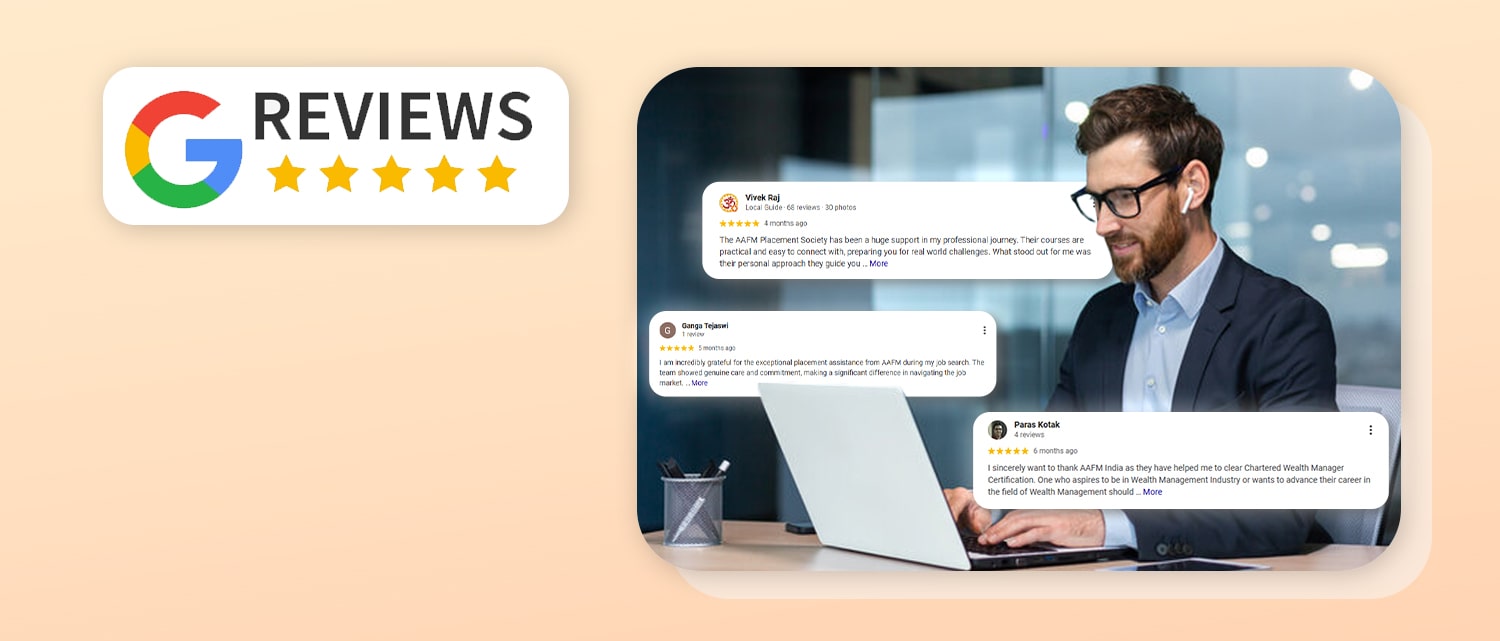 REVIEWS
Vivek Raj
Local Guide · 68 reviews · 30 photos
4 months ago
The AAFM Placement Society has been a huge support in my professional journey. Their courses are
practical and easy to connect with, preparing you for real world challenges. What stood out for me was
their personal approach they guide you ... More
G
Ganga Tejaswi
1 review
5 months ago
I am incredibly grateful for the exceptional placement assistance from AAFM during my job search. The
team showed genuine care and commitment, making a significant difference in navigating the job
market. ... More
Paras Kotak
4 reviews
6 months ago
I sincerely want to thank AAFM India as they have helped me to clear Chartered Wealth Manager
Certification. One who aspires to be in Wealth Management Industry or wants to advance their career in
the field of Wealth Management should ... More